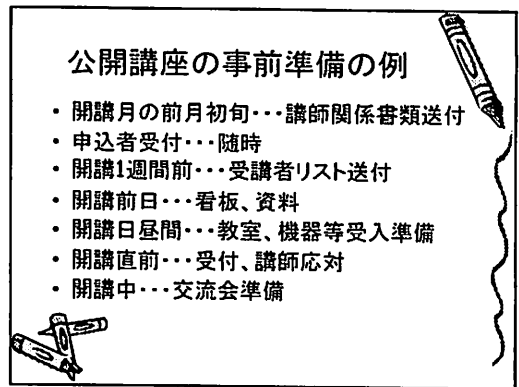 公開講座の事前準備の例
・ 開講月の前月初旬･･･講師関係書類送付
・ 申込者受付･･･随時
・ 開講1週間前･･･受講者リスト送付
・ 開講前日･･･看板、資料
・ 開講日昼間･･･教室、機器等受入準備
・ 開講直前･･･受付、講師応対
・ 開講中･･･交流会準備